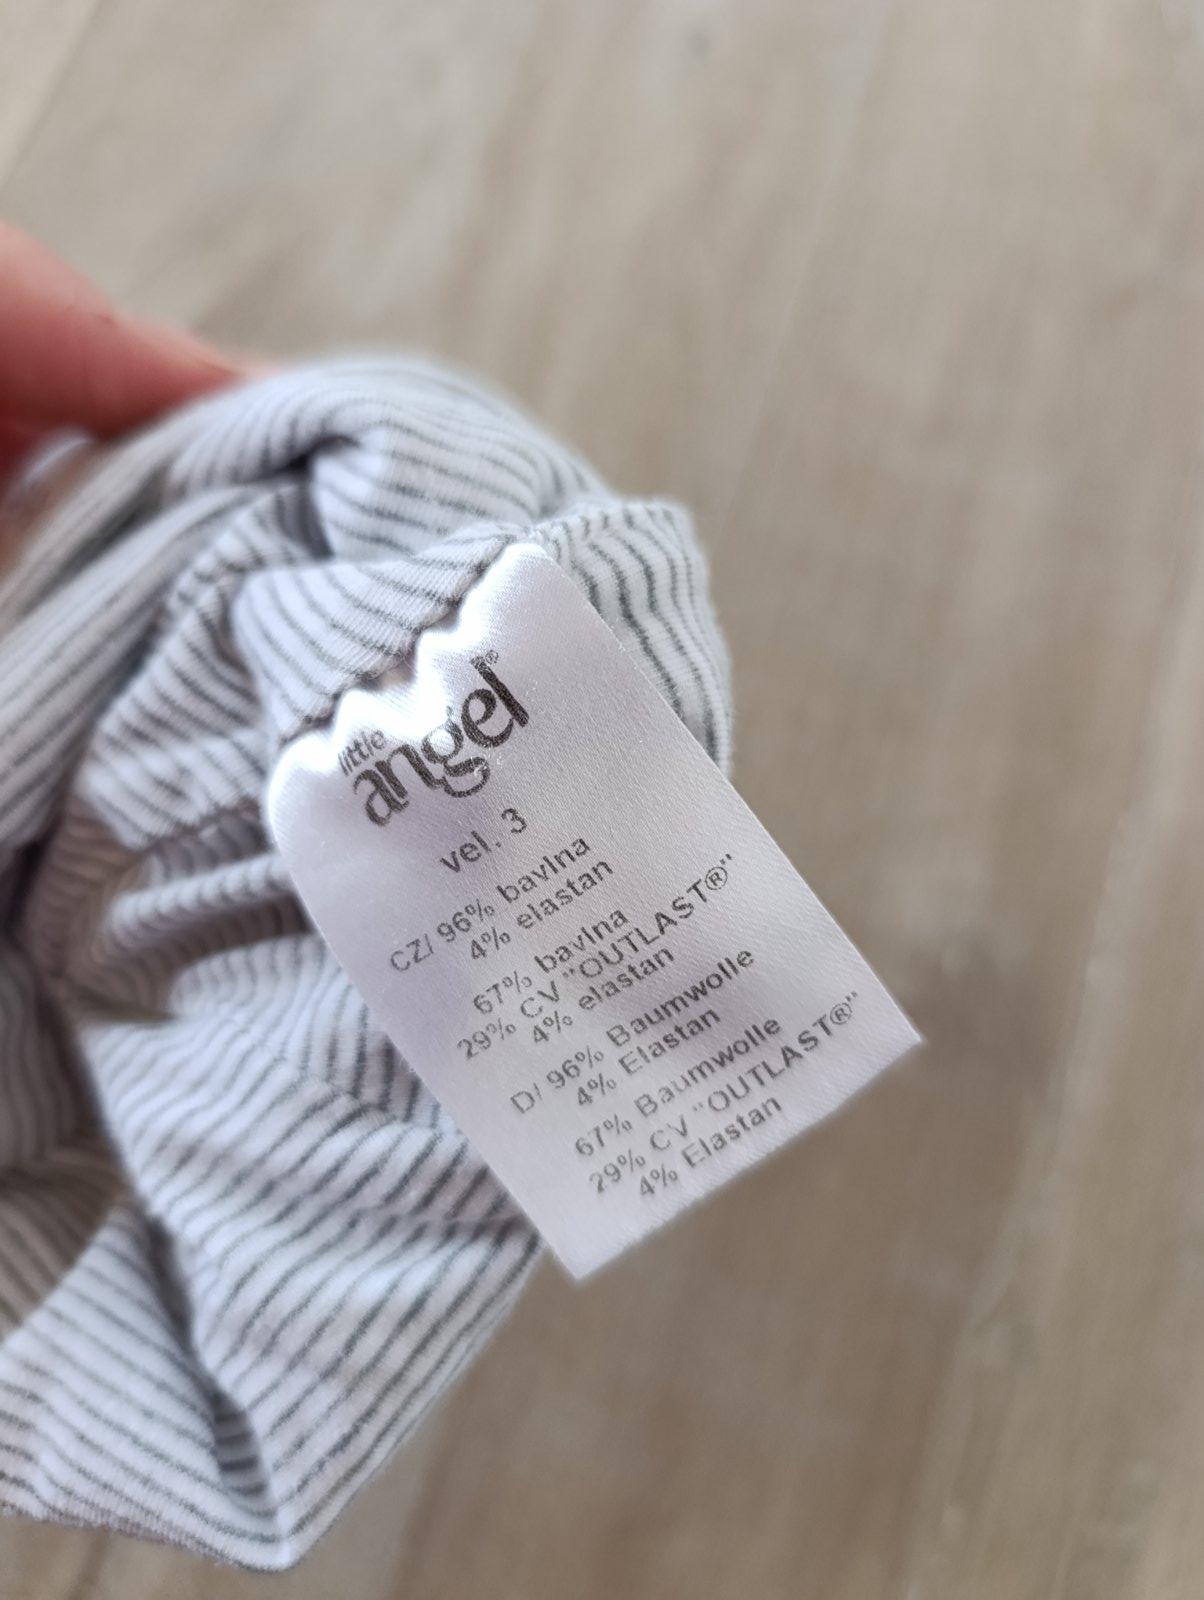 little
angel®
vel. 3
CZ/ 96% bavlna
4% elastan
67% bavlna
29% CV "OUTLAST®"
4% elastan
D/ 96% Baumwolle
4% Elastan
67% Baumwolle
29% CV "OUTLAST®"
4% Elastan